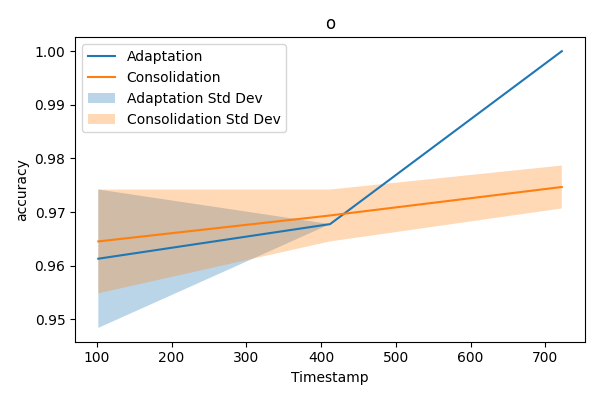 o
1.00
0.99
0.98
0.97
0.96
0.95
accuracy
Adaptation
Consolidation
Adaptation Std Dev
Consolidation Std Dev
100 200 300 400 500 600 700
Timestamp